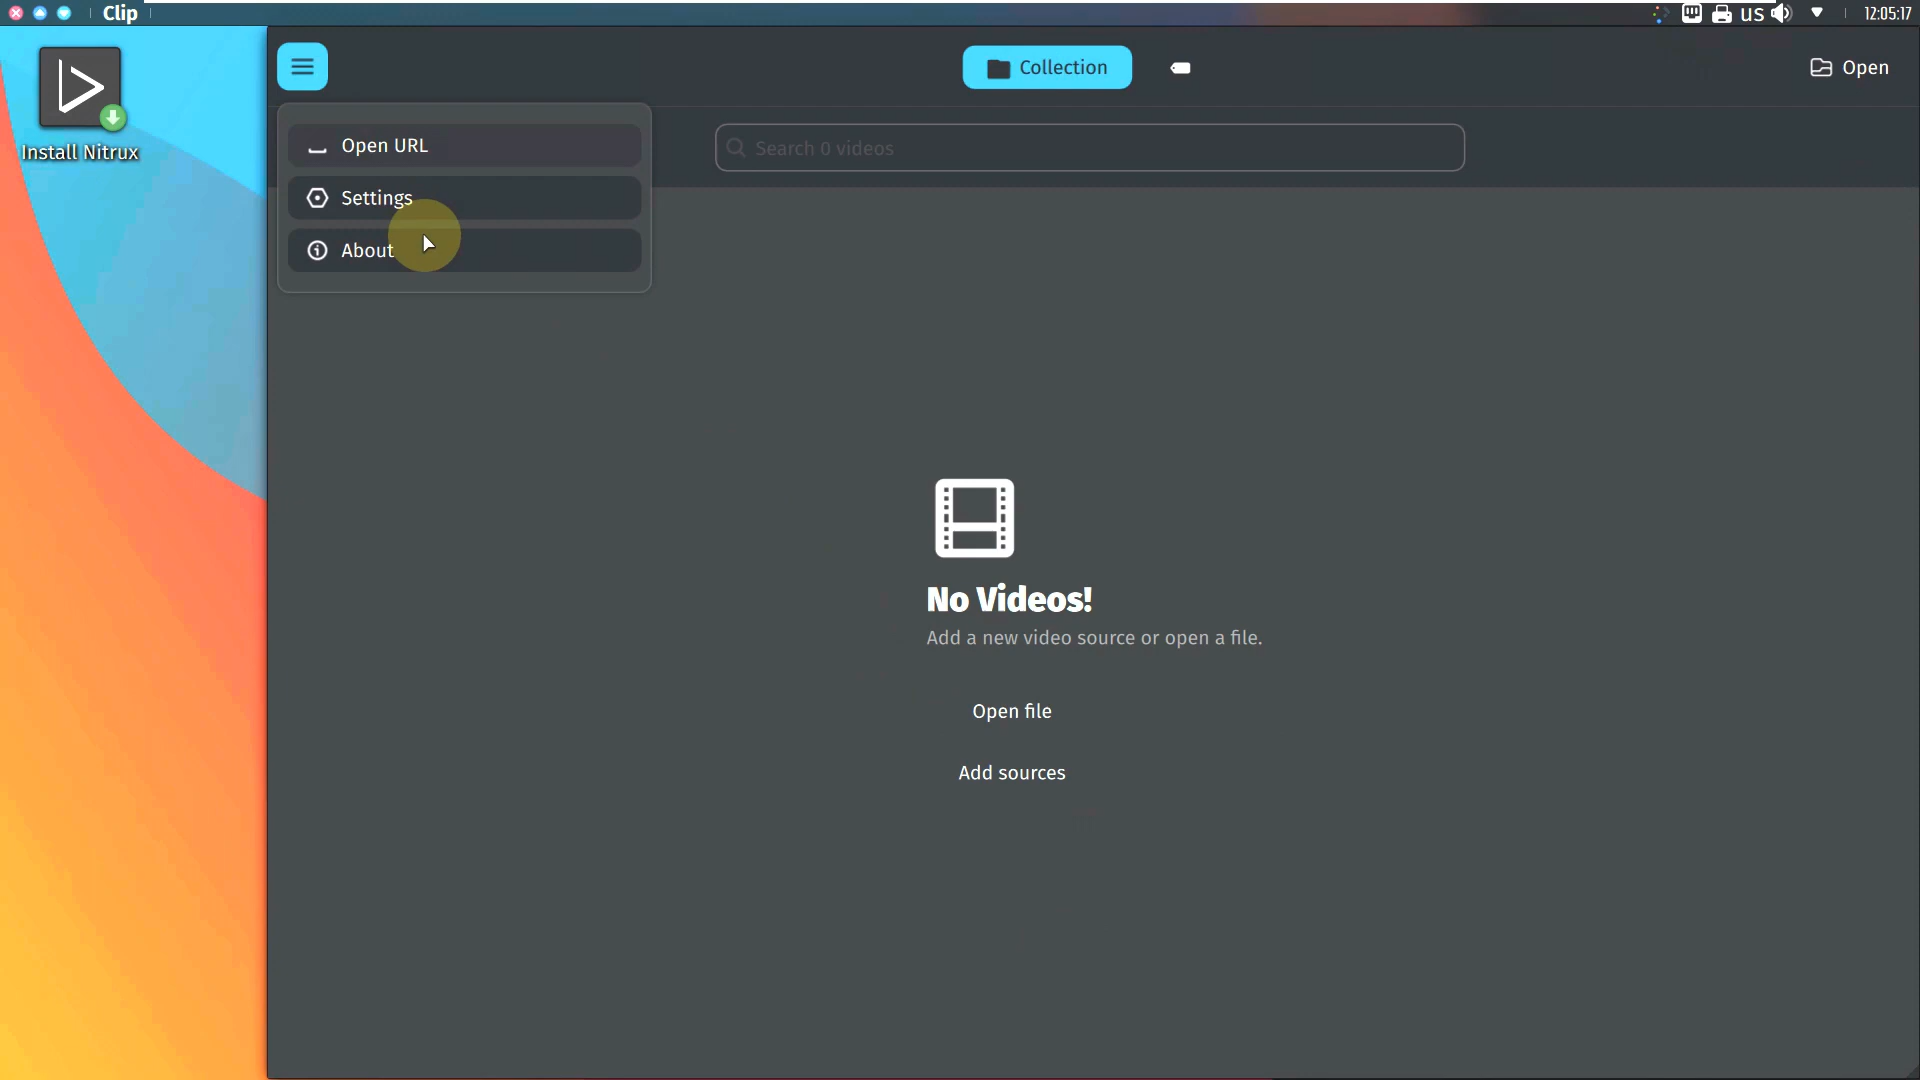 Clip
us
12:05:17
Install Nitrux
Collection
Open
Open URL
Settings
About
Search 0 videos
No Videos!
Add a new video source or open a file.
Open file
Add sources